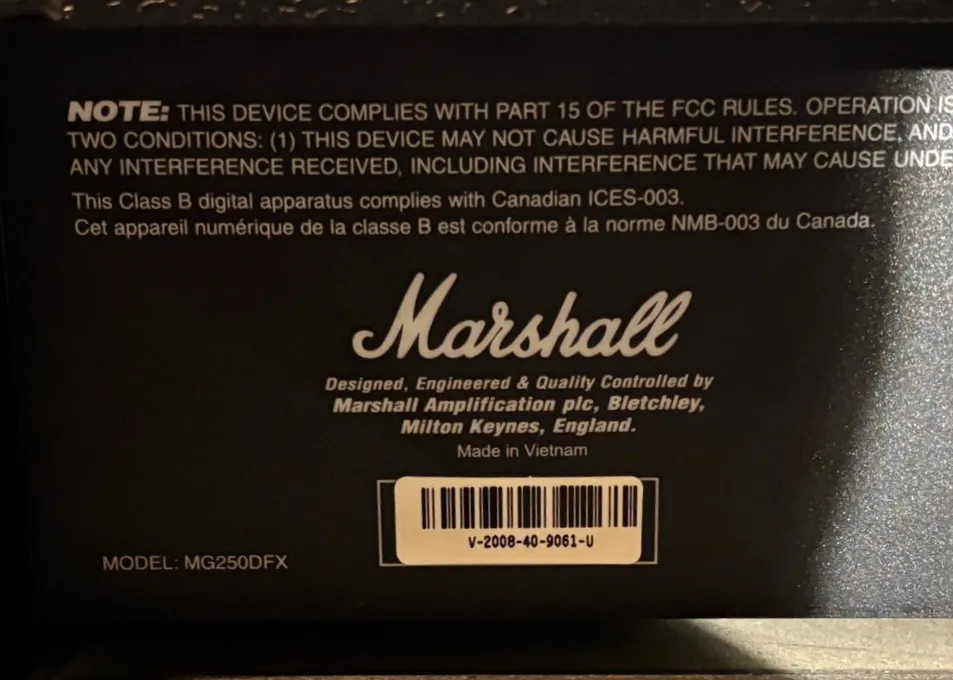 NOTE: THIS DEVICE COMPLIES WITH PART 15 OF THE FCC RULES. OPERATION IS
TWO CONDITIONS: (1) THIS DEVICE MAY NOT CAUSE HARMFUL INTERFERENCE, AND
ANY INTERFERENCE RECEIVED, INCLUDING INTERFERENCE THAT MAY CAUSE UNDE
This Class B digital apparatus complies with Canadian ICES-003.
Cet appareil numérique de la classe B est conforme à la norme NMB-003 du Canada.
Marshall
Designed, Engineered & Quality Controlled by
Marshall Amplification plc, Bletchley,
Milton Keynes, England.
Made in Vietnam
V-2008-40-9061-U
MODEL: MG250DFX